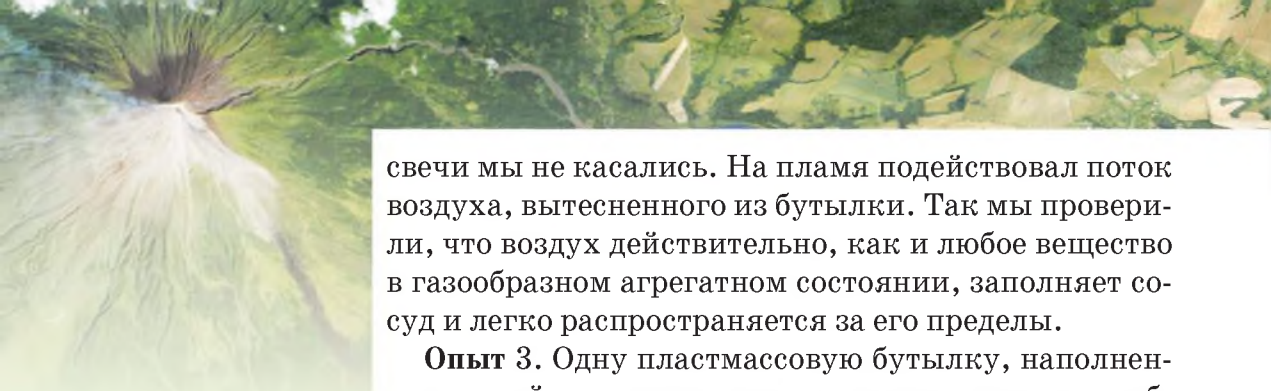 свечи мы не касались. На пламя подействовал поток
воздуха, вытесненного из бутылки. Так мы провери-
ли, что воздух действительно, как и любое вещество
в газообразном агрегатном состоянии, заполняет со-
суд и легко распространяется за его пределы.
Опыт 3. Одну пластмассовую бутылку, наполнен-